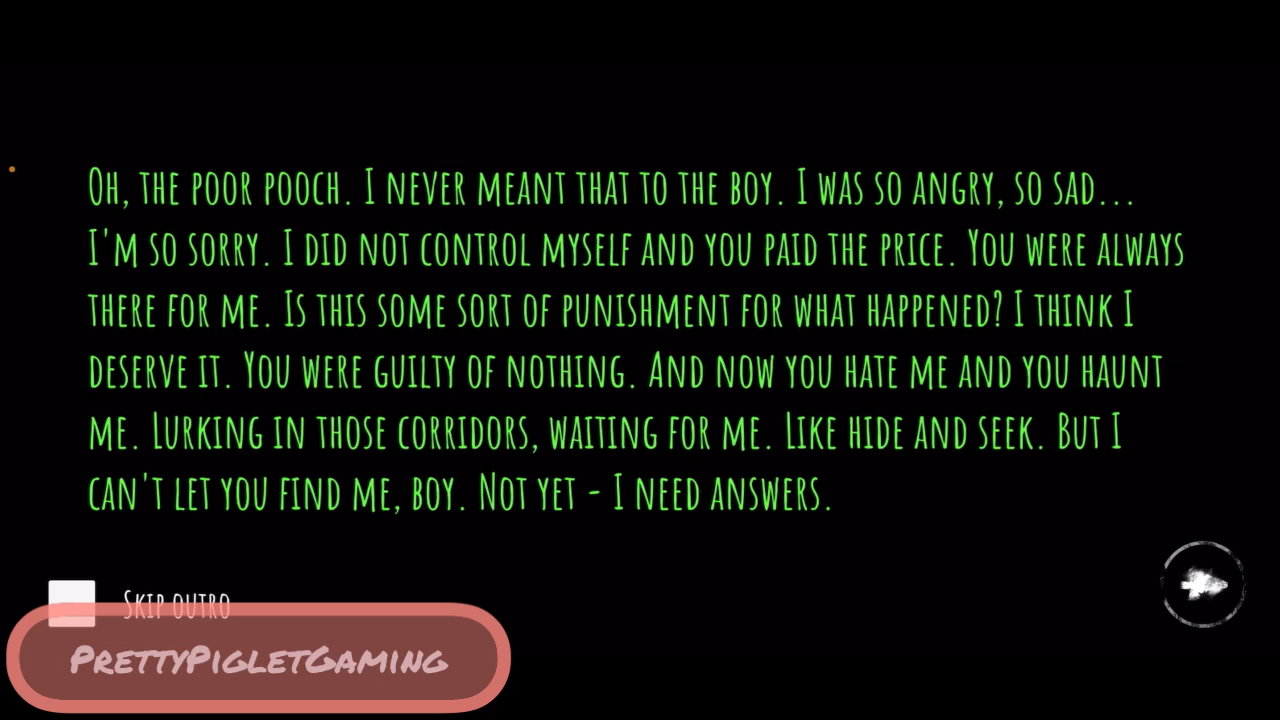 Oh, the poor pooch. I never meant that to the boy. I was so angry, so sad...
I'm so sorry. I did not control myself and you paid the price. You were always
there for me. Is this some sort of punishment for what happened? I think I
deserve it. You were guilty of nothing. And now you hate me and you haunt
me. Lurking in those corridors, waiting for me. Like hide and seek. But I
can't let you find me, boy. Not yet - I need answers.
Skip outro
PrettyPigletGaming